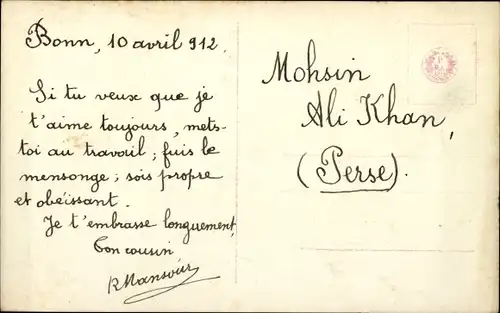 Bonn, 10 avril 912.
Si tu veux que je
t'aime toujours, mets-
toi au travail; fuis le
mensonge; sois propre
et obéissant.
Je t'embrasse longuement,
Ton cousin,
R Mansour
Mohsin
Ali Khan,
(Perse).